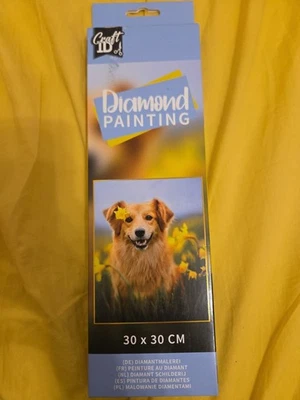 Craft
ID
Diamond
PAINTING
30 x 30 CM
(DE) DIAMANTMALEREI
(FR) PEINTURE AU DIAMANT
(NL) DIAMANT SCHILDERIJ
(ES) PINTURA DE DIAMANTES
(PL) MALOWANIE DIAMENTAMI